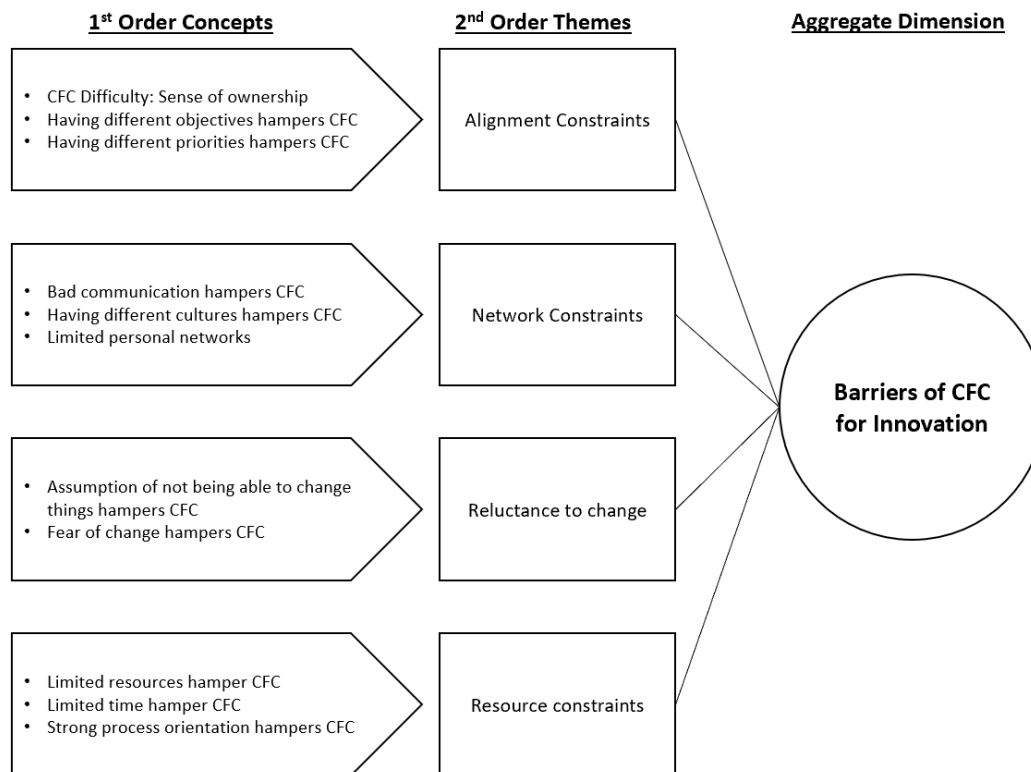 1st Order Concepts
2nd Order Themes
Aggregate Dimension
• CFC Difficulty: Sense of ownership
• Having different objectives hampers CFC
• Having different priorities hampers CFC
Alignment Constraints
• Bad communication hampers CFC
• Having different cultures hampers CFC
• Limited personal networks
Network Constraints
Barriers of CFC
for Innovation
• Assumption of not being able to change
things hampers CFC
• Fear of change hampers CFC
Reluctance to change
• Limited resources hamper CFC
• Limited time hamper CFC
• Strong process orientation hampers CFC
Resource constraints